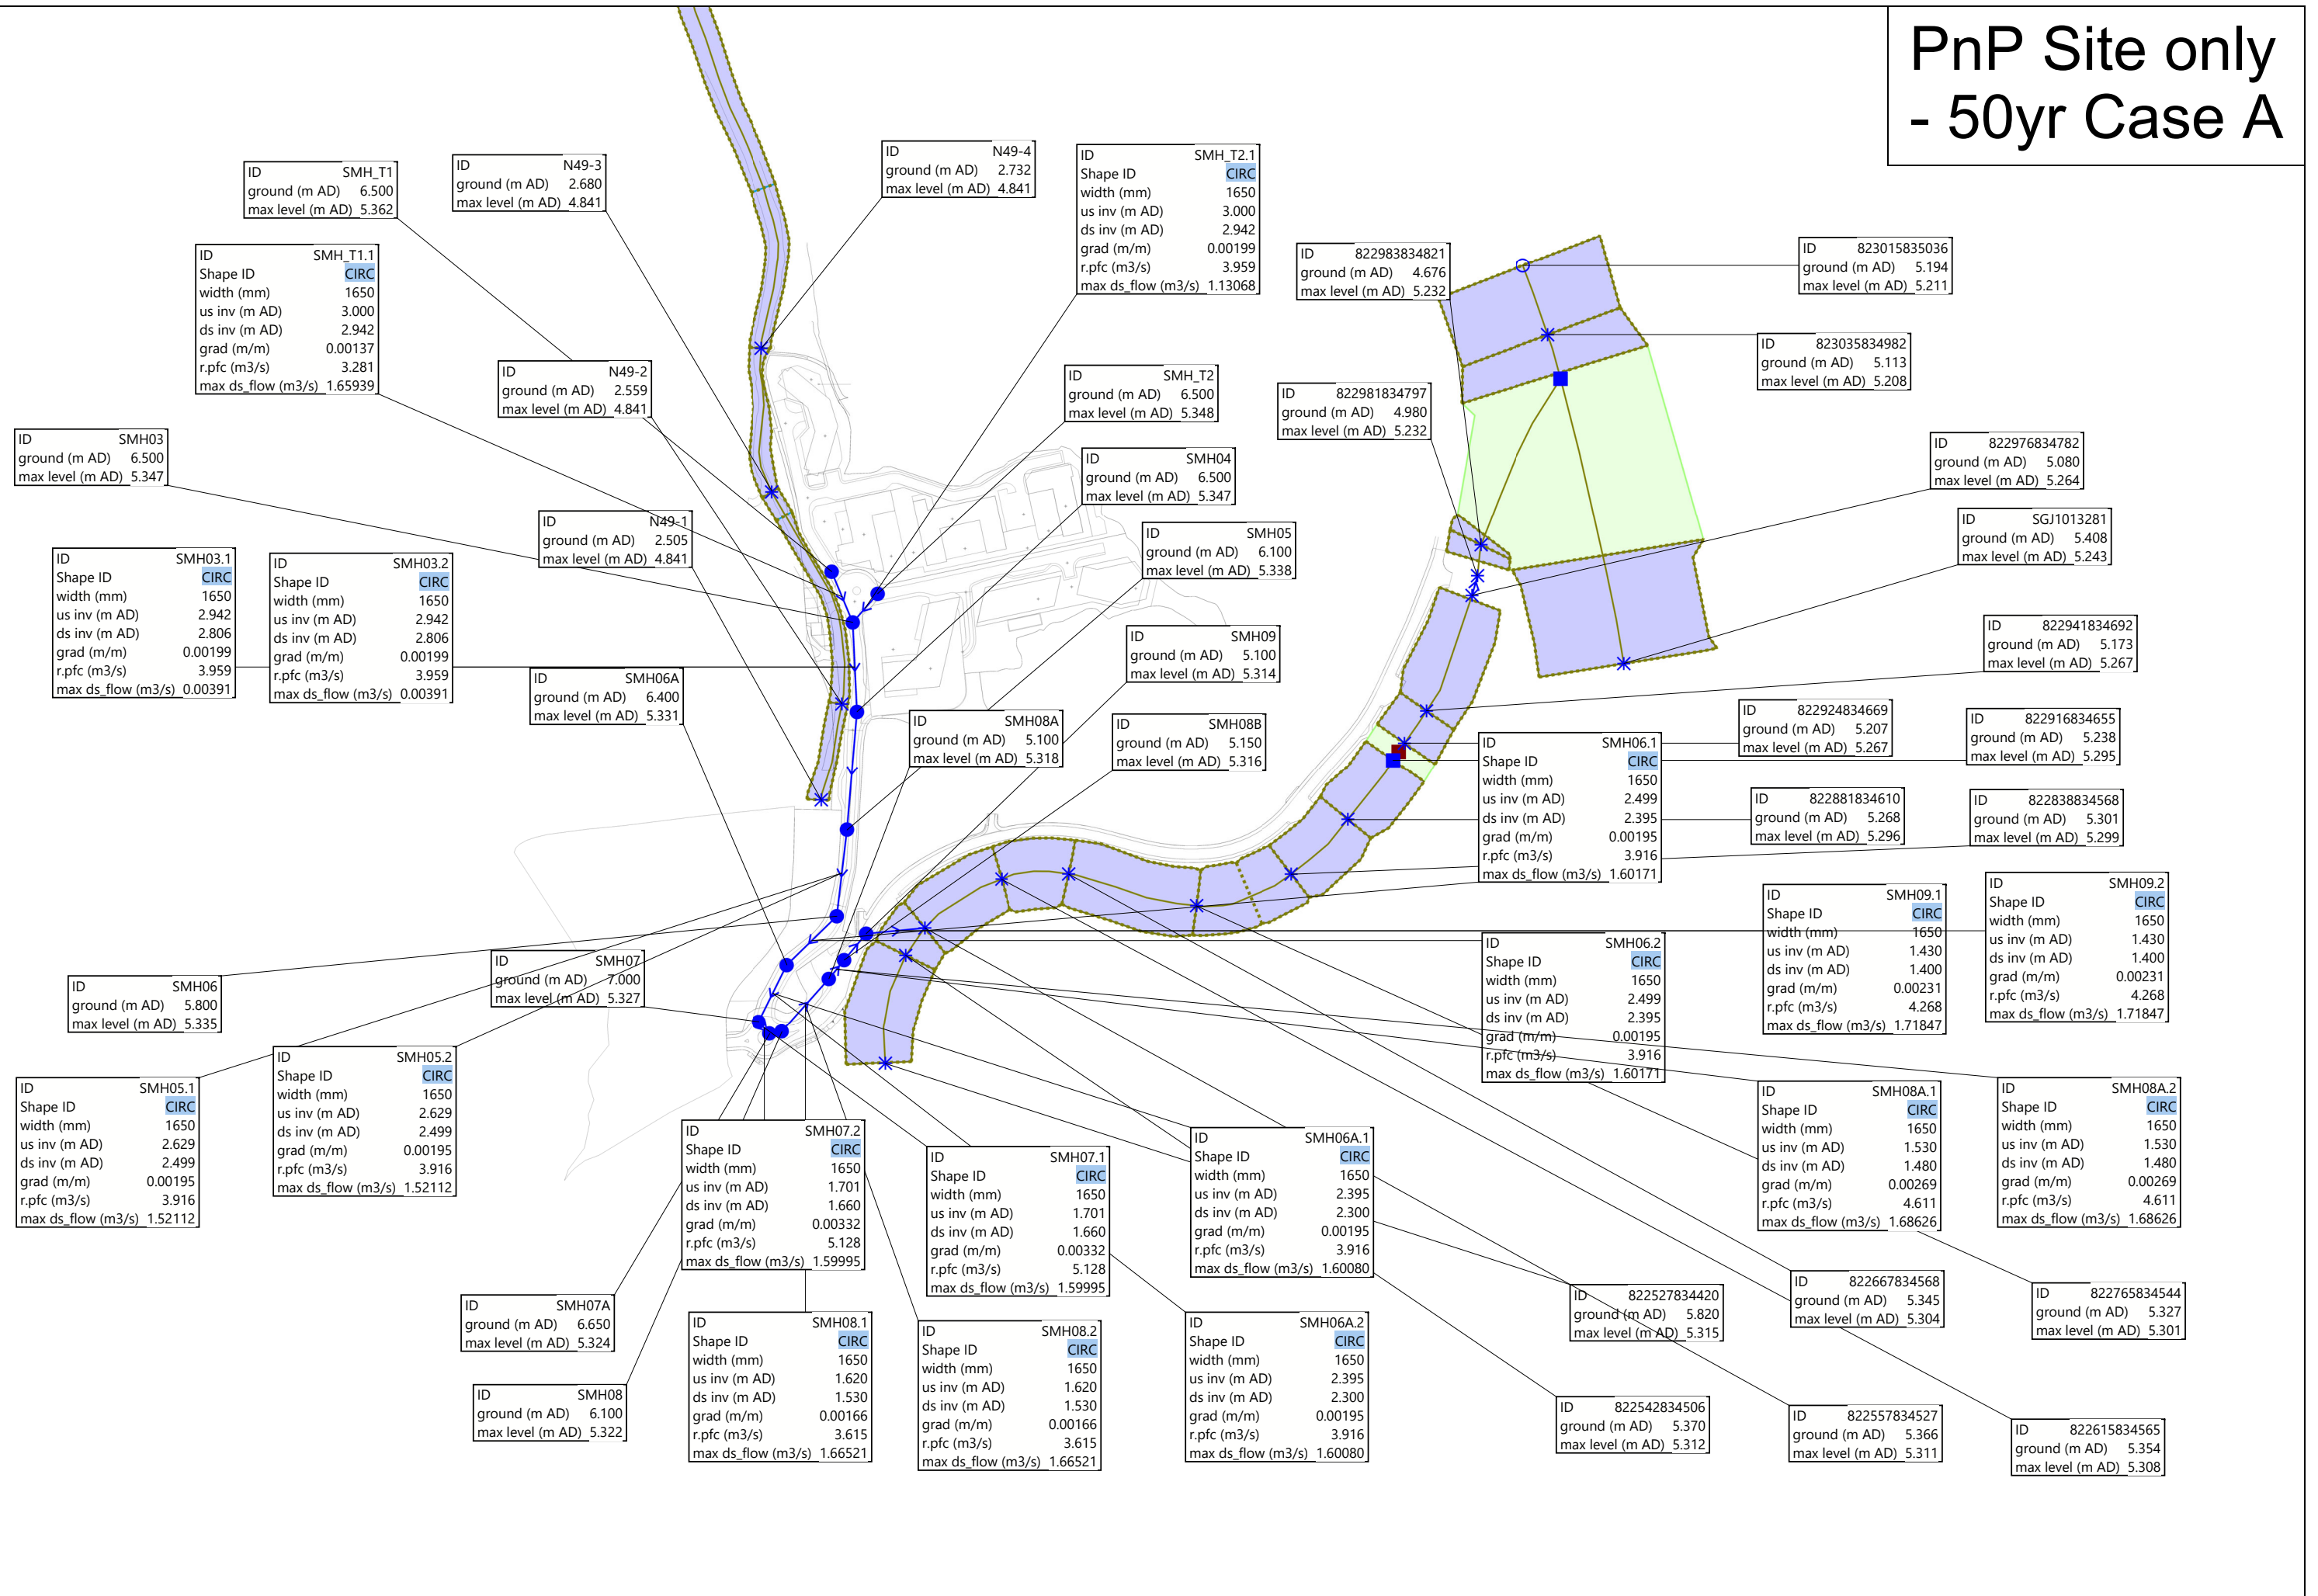 PnP Site only
- 50yr Case A
ID SMH_T1
ground (m AD) 6.500
max level (m AD) 5.362
ID N49-3
ground (m AD) 2.680
max level (m AD) 4.841
ID N49-4
ground (m AD) 2.732
max level (m AD) 4.841
ID SMH_T2.1
Shape ID CIRC
width (mm) 1650
us inv (m AD) 3.000
ds inv (m AD) 2.942
grad (m/m) 0.00199
r.pfc (m3/s) 3.959
max ds_flow (m3/s) 1.13068
ID 822983834821
ground (m AD) 4.676
max level (m AD) 5.232
ID 823015835036
ground (m AD) 5.194
max level (m AD) 5.211
ID SMH_T1.1
Shape ID CIRC
width (mm) 1650
us inv (m AD) 3.000
ds inv (m AD) 2.942
grad (m/m) 0.00137
r.pfc (m3/s) 3.281
max ds_flow (m3/s) 1.65939
ID 823035834982
ground (m AD) 5.113
max level (m AD) 5.208
ID N49-2
ground (m AD) 2.559
max level (m AD) 4.841
ID SMH_T2
ground (m AD) 6.500
max level (m AD) 5.348
ID 822981834797
ground (m AD) 4.980
max level (m AD) 5.232
ID SMH03
ground (m AD) 6.500
max level (m AD) 5.347
ID SMH04
ground (m AD) 6.500
max level (m AD) 5.347
ID 822976834782
ground (m AD) 5.080
max level (m AD) 5.264
ID N49-1
ground (m AD) 2.505
max level (m AD) 4.841
ID SMH05
ground (m AD) 6.100
max level (m AD) 5.338
ID SGJ1013281
ground (m AD) 5.408
max level (m AD) 5.243
ID SMH03.1
Shape ID CIRC
width (mm) 1650
us inv (m AD) 2.942
ds inv (m AD) 2.806
grad (m/m) 0.00199
r.pfc (m3/s) 3.959
max ds_flow (m3/s) 0.00391
ID SMH03.2
Shape ID CIRC
width (mm) 1650
us inv (m AD) 2.942
ds inv (m AD) 2.806
grad (m/m) 0.00199
r.pfc (m3/s) 3.959
max ds_flow (m3/s) 0.00391
ID SMH09
ground (m AD) 5.100
max level (m AD) 5.314
ID 822941834692
ground (m AD) 5.173
max level (m AD) 5.267
ID SMH06A
ground (m AD) 6.400
max level (m AD) 5.331
ID SMH08A
ground (m AD) 5.100
max level (m AD) 5.318
ID SMH08B
ground (m AD) 5.150
max level (m AD) 5.316
ID SMH06.1
Shape ID CIRC
width (mm) 1650
us inv (m AD) 2.499
ds inv (m AD) 2.395
grad (m/m) 0.00195
r.pfc (m3/s) 3.916
max ds_flow (m3/s) 1.60171
ID 822924834669
ground (m AD) 5.207
max level (m AD) 5.267
ID 822916834655
ground (m AD) 5.238
max level (m AD) 5.295
ID 822881834610
ground (m AD) 5.268
max level (m AD) 5.296
ID 822838834568
ground (m AD) 5.301
max level (m AD) 5.299
ID SMH09.1
Shape ID CIRC
width (mm) 1650
us inv (m AD) 1.430
ds inv (m AD) 1.400
grad (m/m) 0.00231
r.pfc (m3/s) 4.268
max ds_flow (m3/s) 1.71847
ID SMH09.2
Shape ID CIRC
width (mm) 1650
us inv (m AD) 1.430
ds inv (m AD) 1.400
grad (m/m) 0.00231
r.pfc (m3/s) 4.268
max ds_flow (m3/s) 1.71847
ID SMH06
ground (m AD) 5.800
max level (m AD) 5.335
ID SMH07
ground (m AD) 7.000
max level (m AD) 5.327
ID SMH06.2
Shape ID CIRC
width (mm) 1650
us inv (m AD) 2.499
ds inv (m AD) 2.395
grad (m/m) 0.00195
r.pfc (m3/s) 3.916
max ds_flow (m3/s) 1.60171
ID SMH05.1
Shape ID CIRC
width (mm) 1650
us inv (m AD) 2.629
ds inv (m AD) 2.499
grad (m/m) 0.00195
r.pfc (m3/s) 3.916
max ds_flow (m3/s) 1.52112
ID SMH05.2
Shape ID CIRC
width (mm) 1650
us inv (m AD) 2.629
ds inv (m AD) 2.499
grad (m/m) 0.00195
r.pfc (m3/s) 3.916
max ds_flow (m3/s) 1.52112
ID SMH07.2
Shape ID CIRC
width (mm) 1650
us inv (m AD) 1.701
ds inv (m AD) 1.660
grad (m/m) 0.00332
r.pfc (m3/s) 5.128
max ds_flow (m3/s) 1.59995
ID SMH07.1
Shape ID CIRC
width (mm) 1650
us inv (m AD) 1.701
ds inv (m AD) 1.660
grad (m/m) 0.00332
r.pfc (m3/s) 5.128
max ds_flow (m3/s) 1.59995
ID SMH06A.1
Shape ID CIRC
width (mm) 1650
us inv (m AD) 2.395
ds inv (m AD) 2.300
grad (m/m) 0.00195
r.pfc (m3/s) 3.916
max ds_flow (m3/s) 1.60080
ID SMH08A.1
Shape ID CIRC
width (mm) 1650
us inv (m AD) 1.530
ds inv (m AD) 1.480
grad (m/m) 0.00269
r.pfc (m3/s) 4.611
max ds_flow (m3/s) 1.68626
ID SMH08A.2
Shape ID CIRC
width (mm) 1650
us inv (m AD) 1.530
ds inv (m AD) 1.480
grad (m/m) 0.00269
r.pfc (m3/s) 4.611
max ds_flow (m3/s) 1.68626
ID SMH07A
ground (m AD) 6.650
max level (m AD) 5.324
ID 822527834420
ground (m AD) 5.820
max level (m AD) 5.315
ID 822667834568
ground (m AD) 5.345
max level (m AD) 5.304
ID 822765834544
ground (m AD) 5.327
max level (m AD) 5.301
ID SMH08
ground (m AD) 6.100
max level (m AD) 5.322
ID SMH08.1
Shape ID CIRC
width (mm) 1650
us inv (m AD) 1.620
ds inv (m AD) 1.530
grad (m/m) 0.00166
r.pfc (m3/s) 3.615
max ds_flow (m3/s) 1.66521
ID SMH08.2
Shape ID CIRC
width (mm) 1650
us inv (m AD) 1.620
ds inv (m AD) 1.530
grad (m/m) 0.00166
r.pfc (m3/s) 3.615
max ds_flow (m3/s) 1.66521
ID SMH06A.2
Shape ID CIRC
width (mm) 1650
us inv (m AD) 2.395
ds inv (m AD) 2.300
grad (m/m) 0.00195
r.pfc (m3/s) 3.916
max ds_flow (m3/s) 1.60080
ID 822542834506
ground (m AD) 5.370
max level (m AD) 5.312
ID 822557834527
ground (m AD) 5.366
max level (m AD) 5.311
ID 822615834565
ground (m AD) 5.354
max level (m AD) 5.308